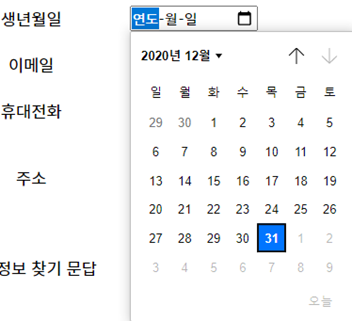 생년월일
연도-월-일
2020년 12월
이메일
일 월 화 수 목 금 토
29 30 1 2 3 4 5
휴대전화
6 7 8 9 10 11 12
13 14 15 16 17 18 19
주소
20 21 22 23 24 25 26
27 28 29 30 31 1 2
3 4 5 6 7 8 9
정보 찾기 문답
오늘